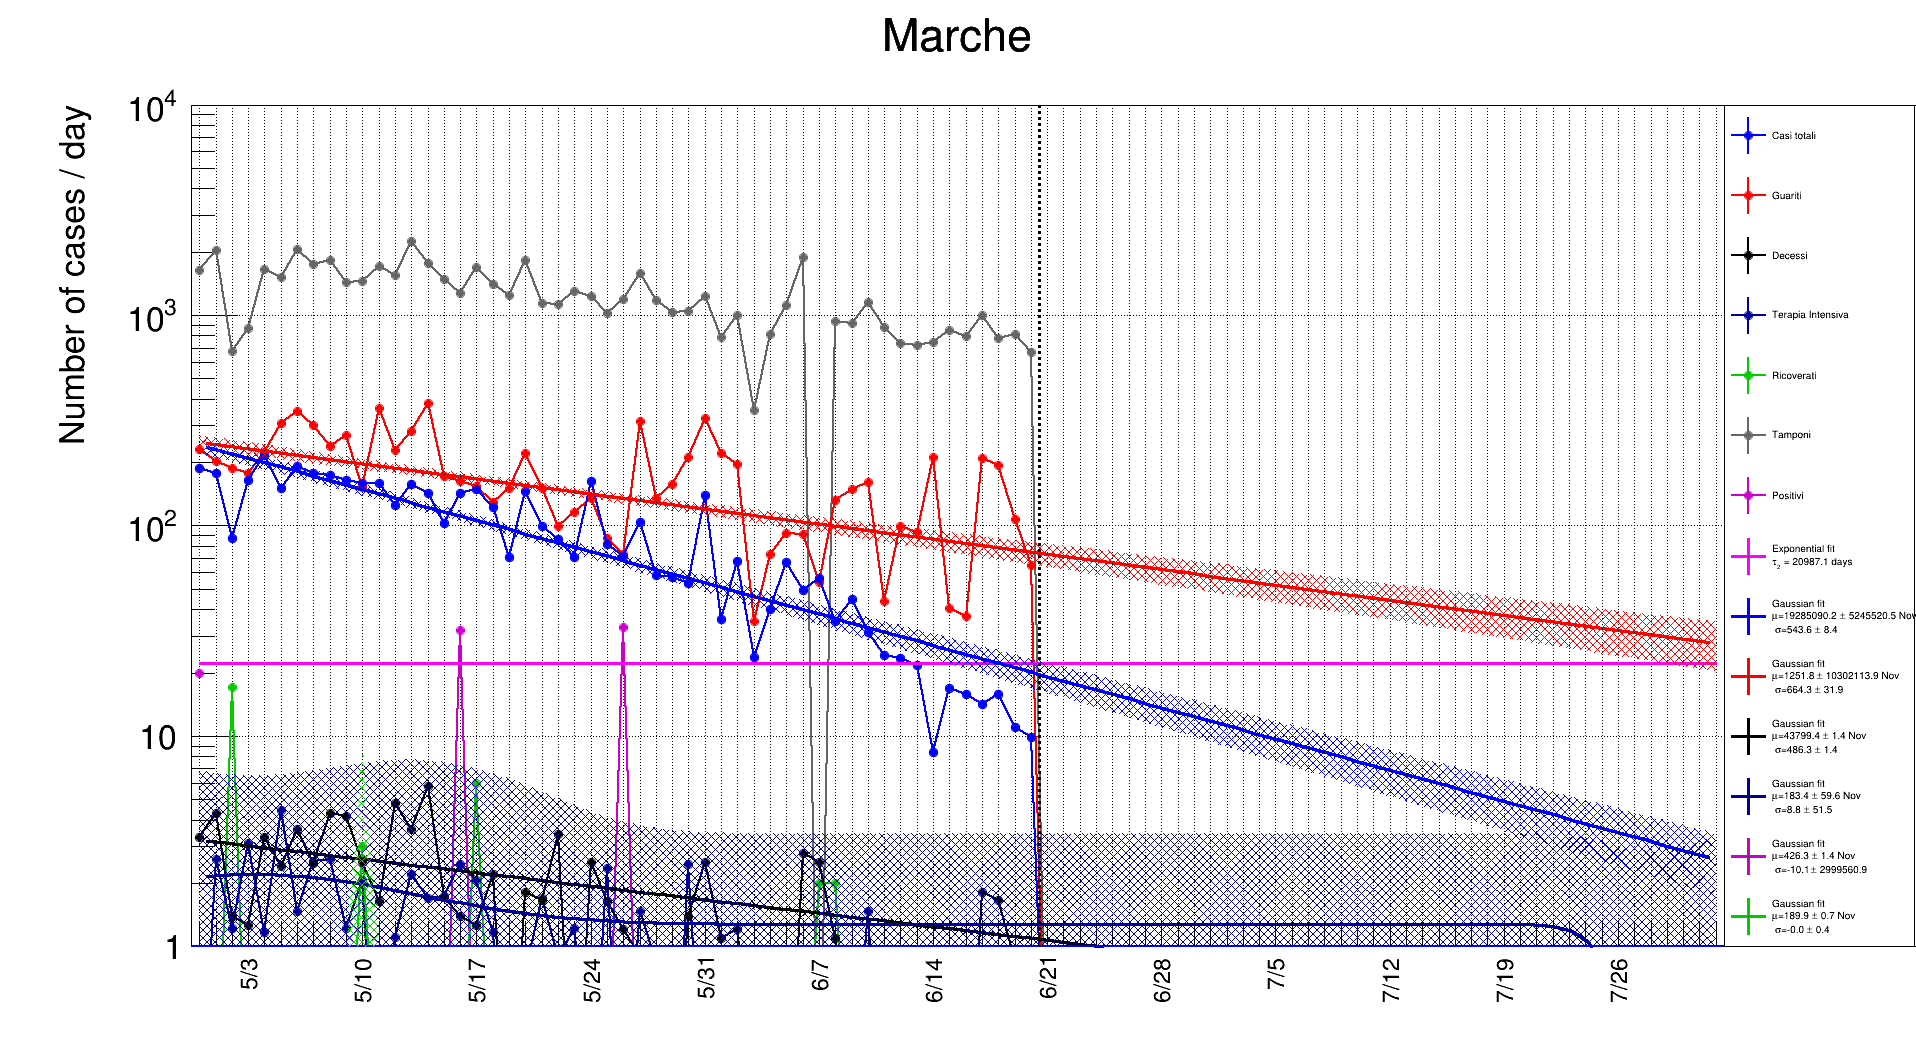 Marche
Number of cases / day
10^4
10^3
10^2
10
1
5/3
5/10
5/17
5/24
5/31
6/7
6/14
6/21
6/28
7/5
7/12
7/19
7/26
Casi totali
Guariti
Decessi
Terapia Intensiva
Ricoverati
Tamponi
Positivi
Exponential fit
τ₂ = 20987.1 days
Gaussian fit
μ=19285090.2 ± 5245520.5 Nov
σ=543.6 ± 8.4
Gaussian fit
μ=1251.8 ± 10302113.9 Nov
σ=664.3 ± 31.9
Gaussian fit
μ=43799.4 ± 1.4 Nov
σ=486.3 ± 1.4
Gaussian fit
μ=183.4 ± 59.6 Nov
σ=8.8 ± 51.5
Gaussian fit
μ=426.3 ± 1.4 Nov
σ=-10.1 ± 2999560.9
Gaussian fit
μ=189.9 ± 0.7 Nov
σ=-0.0 ± 0.4